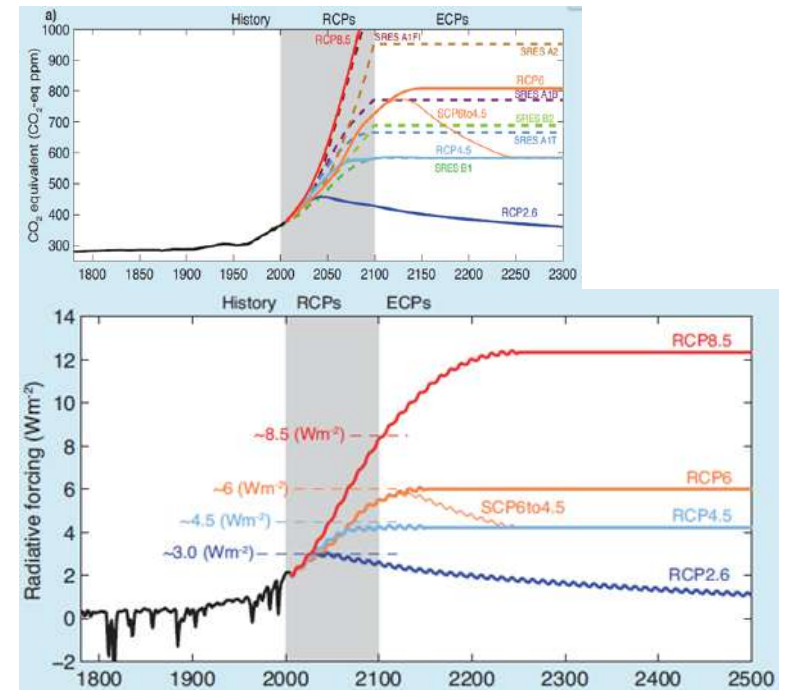 a)
History RCPs ECPs
CO₂ equivalent (CO₂-eq ppm)
1000
900
800
700
600
500
400
300
RCP8.5
SRES A1FI
SRES A2
RCP6
SRES A1B
SCP6to4.5
SRES B2
SRES A1T
RCP4.5
SRES B1
RCP2.6
1800 1850 1900 1950 2000 2050 2100 2150 2200 2250 2300
History RCPs ECPs
Radiative forcing (Wm⁻²)
14
12
10
8
6
4
2
0
−2
RCP8.5
~8.5 (Wm⁻²)
~6 (Wm⁻²)
RCP6
SCP6to4.5
~4.5 (Wm⁻²)
RCP4.5
~3.0 (Wm⁻²)
RCP2.6
1800 1900 2000 2100 2200 2300 2400 2500